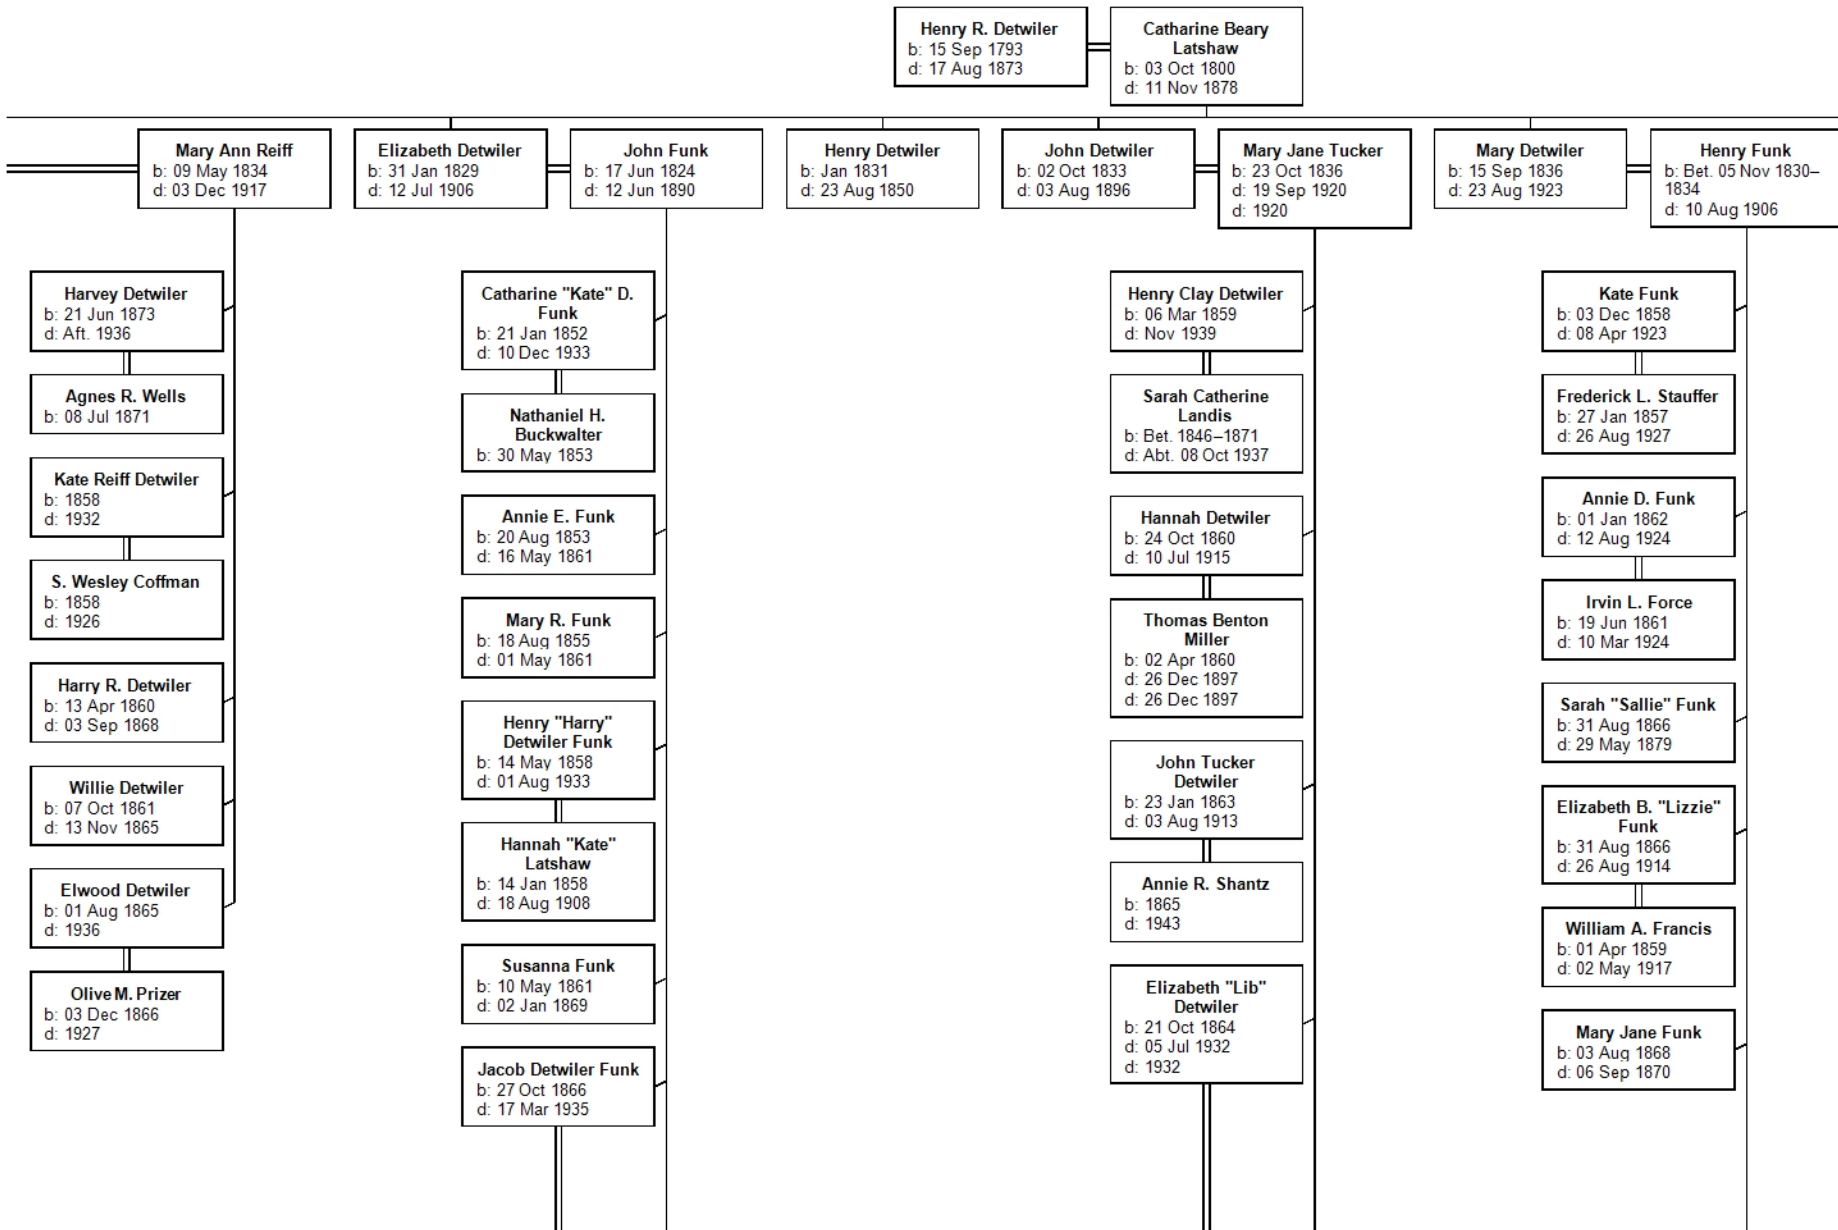 Henry R. Detwiler
b: 15 Sep 1793
d: 17 Aug 1873
Catharine Beary
Latshaw
b: 03 Oct 1800
d: 11 Nov 1878
Mary Ann Reiff
b: 09 May 1834
d: 03 Dec 1917
Elizabeth Detwiler
b: 31 Jan 1829
d: 12 Jul 1906
John Funk
b: 17 Jun 1824
d: 12 Jun 1890
Henry Detwiler
b: Jan 1831
d: 23 Aug 1850
John Detwiler
b: 02 Oct 1833
d: 03 Aug 1896
Mary Jane Tucker
b: 23 Oct 1836
d: 19 Sep 1920
d: 1920
Mary Detwiler
b: 15 Sep 1836
d: 23 Aug 1923
Henry Funk
b: Bet. 05 Nov 1830–
1834
d: 10 Aug 1906
Harvey Detwiler
b: 21 Jun 1873
d: Aft. 1936
Agnes R. Wells
b: 08 Jul 1871
Kate Reiff Detwiler
b: 1858
d: 1932
S. Wesley Coffman
b: 1858
d: 1926
Harry R. Detwiler
b: 13 Apr 1860
d: 03 Sep 1868
Willie Detwiler
b: 07 Oct 1861
d: 13 Nov 1865
Elwood Detwiler
b: 01 Aug 1865
d: 1936
Olive M. Prizer
b: 03 Dec 1866
d: 1927
Catharine "Kate" D.
Funk
b: 21 Jan 1852
d: 10 Dec 1933
Nathaniel H.
Buckwalter
b: 30 May 1853
Annie E. Funk
b: 20 Aug 1853
d: 16 May 1861
Mary R. Funk
b: 18 Aug 1855
d: 01 May 1861
Henry "Harry"
Detwiler Funk
b: 14 May 1858
d: 01 Aug 1933
Hannah "Kate"
Latshaw
b: 14 Jan 1858
d: 18 Aug 1908
Susanna Funk
b: 10 May 1861
d: 02 Jan 1869
Jacob Detwiler Funk
b: 27 Oct 1866
d: 17 Mar 1935
Henry Clay Detwiler
b: 06 Mar 1859
d: Nov 1939
Sarah Catherine
Landis
b: Bet. 1846–1871
d: Abt. 08 Oct 1937
Hannah Detwiler
b: 24 Oct 1860
d: 10 Jul 1915
Thomas Benton
Miller
b: 02 Apr 1860
d: 26 Dec 1897
d: 26 Dec 1897
John Tucker
Detwiler
b: 23 Jan 1863
d: 03 Aug 1913
Annie R. Shantz
b: 1865
d: 1943
Elizabeth "Lib"
Detwiler
b: 21 Oct 1864
d: 05 Jul 1932
d: 1932
Kate Funk
b: 03 Dec 1858
d: 08 Apr 1923
Frederick L. Stauffer
b: 27 Jan 1857
d: 26 Aug 1927
Annie D. Funk
b: 01 Jan 1862
d: 12 Aug 1924
Irvin L. Force
b: 19 Jun 1861
d: 10 Mar 1924
Sarah "Sallie" Funk
b: 31 Aug 1866
d: 29 May 1879
Elizabeth B. "Lizzie"
Funk
b: 31 Aug 1866
d: 26 Aug 1914
William A. Francis
b: 01 Apr 1859
d: 02 May 1917
Mary Jane Funk
b: 03 Aug 1868
d: 06 Sep 1870